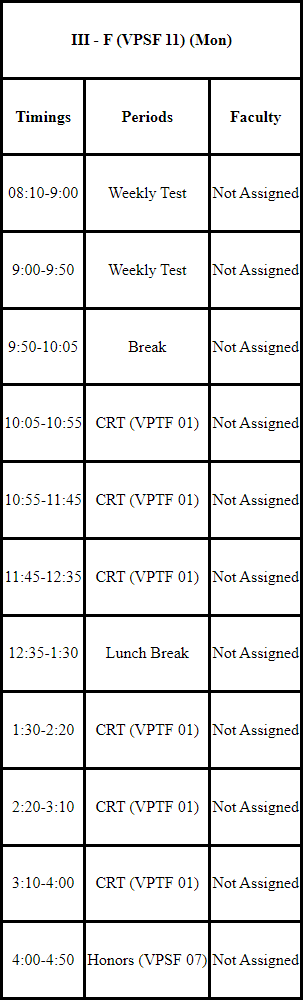 III - F (VPSF 11) (Mon)
Timings Periods Faculty
08:10-9:00 Weekly Test Not Assigned
9:00-9:50 Weekly Test Not Assigned
9:50-10:05 Break Not Assigned
10:05-10:55 CRT (VPTF 01) Not Assigned
10:55-11:45 CRT (VPTF 01) Not Assigned
11:45-12:35 CRT (VPTF 01) Not Assigned
12:35-1:30 Lunch Break Not Assigned
1:30-2:20 CRT (VPTF 01) Not Assigned
2:20-3:10 CRT (VPTF 01) Not Assigned
3:10-4:00 CRT (VPTF 01) Not Assigned
4:00-4:50 Honors (VPSF 07) Not Assigned